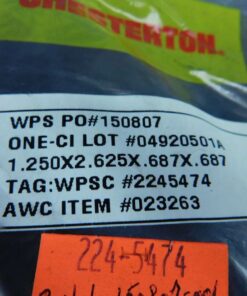 CHESTERTON.
WPS PO#150807
ONE-CI LOT #04920501A
1.250X2.625X.687X.687
TAG:WPSC #2245474
AWC ITEM #023263
224-5474